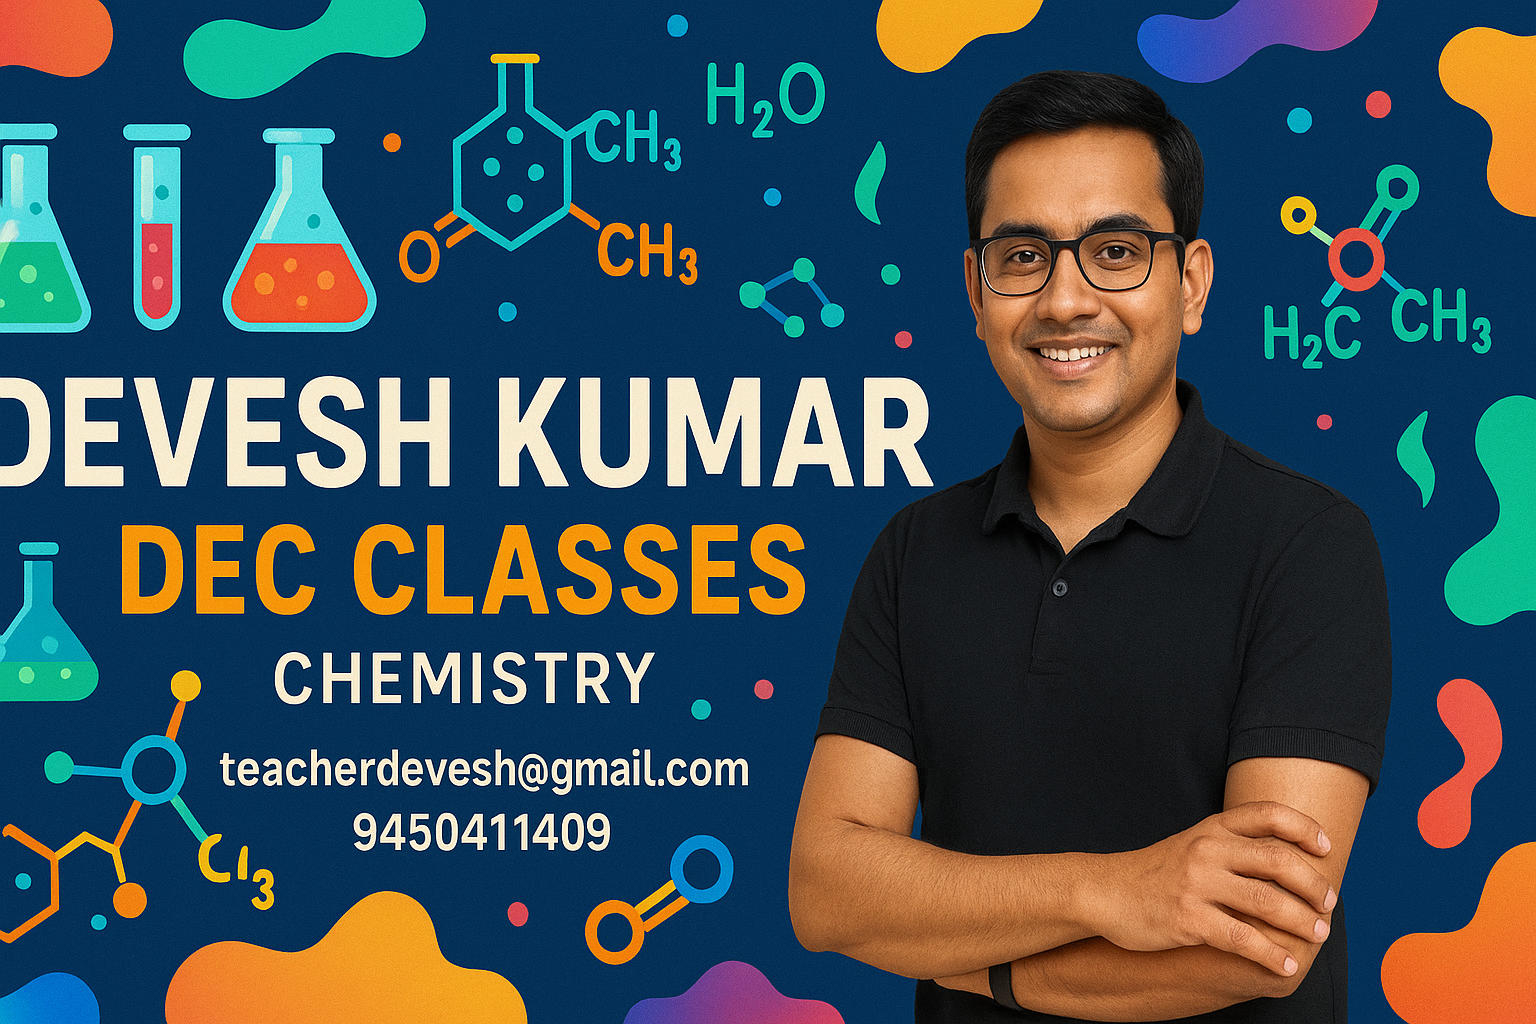 H₂O
CH₃
O
CH₃
H₂C CH₃
DEVESH KUMAR
DEC CLASSES
CHEMISTRY
teacherdevesh@gmail.com
9450411409